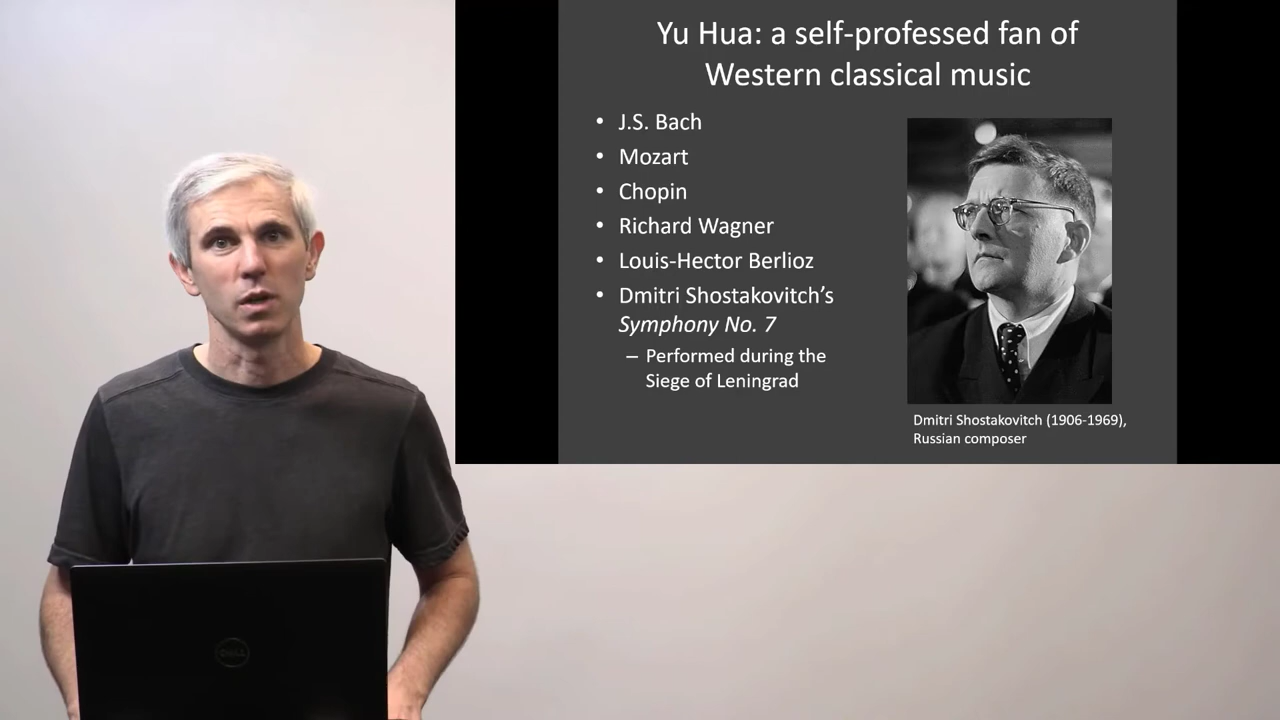 Yu Hua: a self-professed fan of
Western classical music
• J.S. Bach
• Mozart
• Chopin
• Richard Wagner
• Louis-Hector Berlioz
• Dmitri Shostakovitch's
Symphony No. 7
– Performed during the
Siege of Leningrad
Dmitri Shostakovitch (1906-1969),
Russian composer
DELL